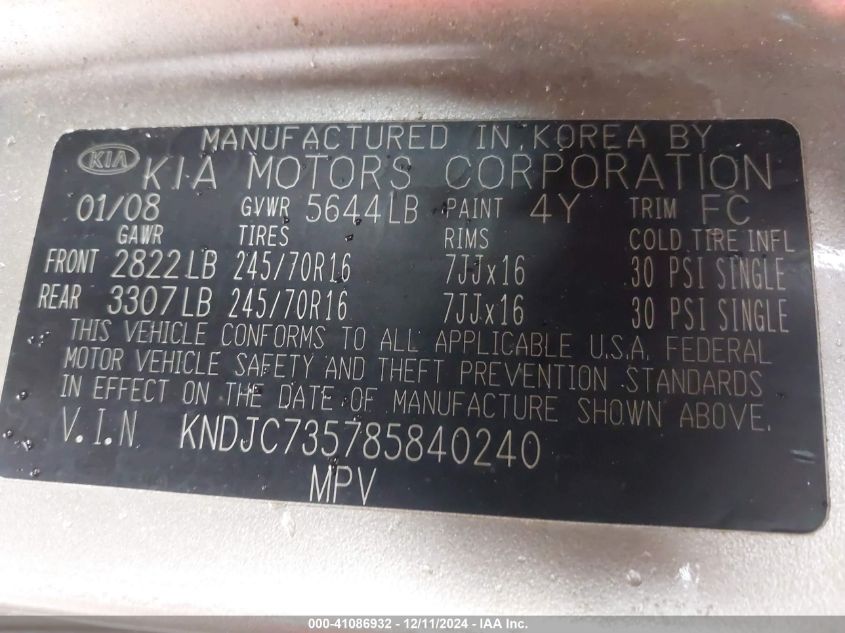 MANUFACTURED IN KOREA BY
KIA KIA MOTORS CORPORATION
01/08 GVWR 5644LB PAINT 4Y TRIM FC
GAWR TIRES RIMS COLD TIRE INFL
FRONT 2822LB 245/70R16 7JJx16 30 PSI SINGLE
REAR 3307LB 245/70R16 7JJx16 30 PSI SINGLE
THIS VEHICLE CONFORMS TO ALL APPLICABLE U.S.A. FEDERAL
MOTOR VEHICLE SAFETY AND THEFT PREVENTION STANDARDS
IN EFFECT ON THE DATE OF MANUFACTURE SHOWN ABOVE.
V.I.N KNDJC735785840240
MPV
000-41086932 - 12/11/2024 - 000-00000